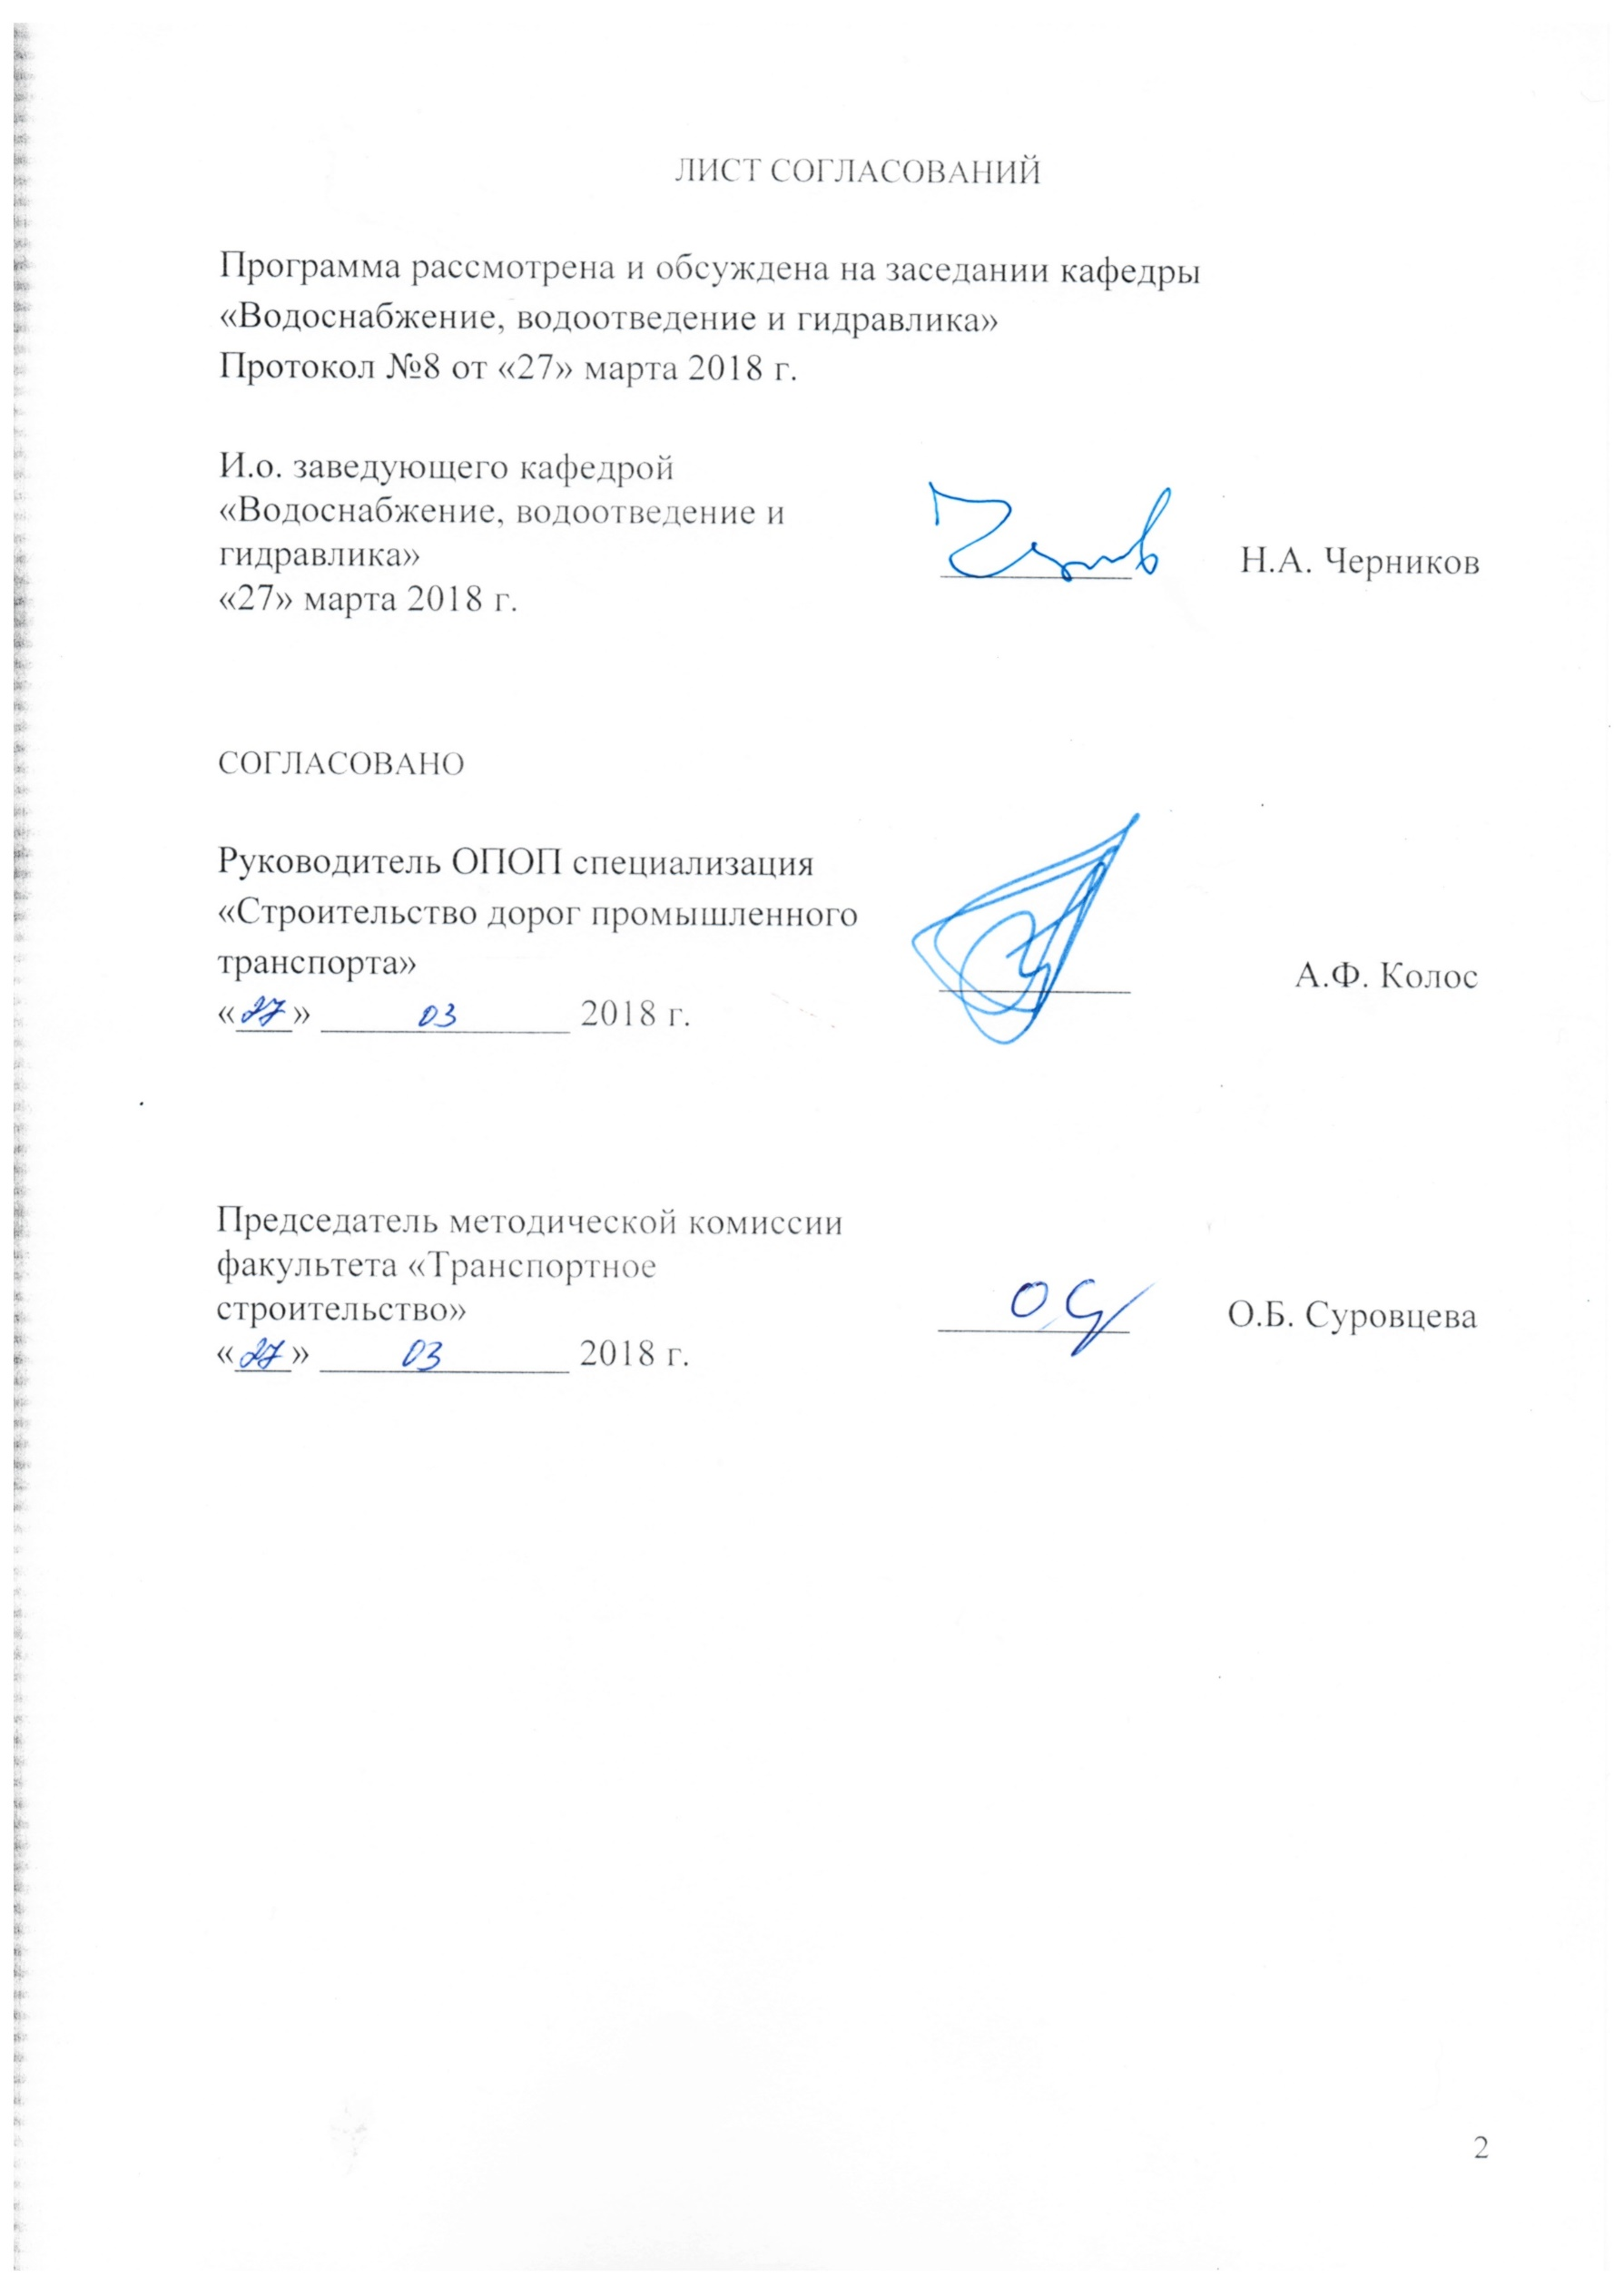 ЛИСТ СОГЛАСОВАНИЙ
Программа рассмотрена и обсуждена на заседании кафедры
«Водоснабжение, водоотведение и гидравлика»
Протокол №8 от «27» марта 2018 г.
И.о. заведующего кафедрой
«Водоснабжение, водоотведение и
гидравлика» Н.А. Черников
«27» марта 2018 г.
СОГЛАСОВАНО
Руководитель ОПОП специализация
«Строительство дорог промышленного
транспорта» А.Ф. Колос
«27» 03 2018 г.
Председатель методической комиссии
факультета «Транспортное
строительство» О.Б. Суровцева
«27» 03 2018 г.
2